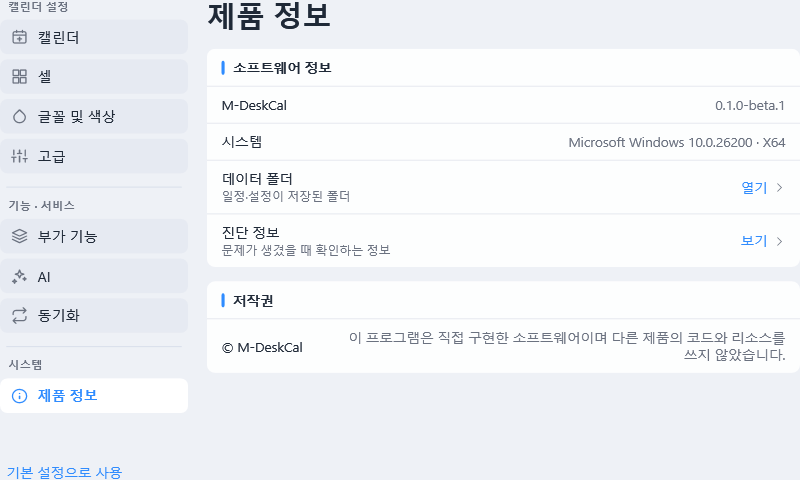 캘린더 설정
캘린더
셀
글꼴 및 색상
고급
기능 · 서비스
부가 기능
AI
동기화
시스템
제품 정보
기본 설정으로 사용
제품 정보
소프트웨어 정보
M-DeskCal 0.1.0-beta.1
시스템 Microsoft Windows 10.0.26200 · X64
데이터 폴더
일정·설정이 저장된 폴더
열기
진단 정보
문제가 생겼을 때 확인하는 정보
보기
저작권
© M-DeskCal
이 프로그램은 직접 구현한 소프트웨어이며 다른 제품의 코드와 리소스를
쓰지 않았습니다.